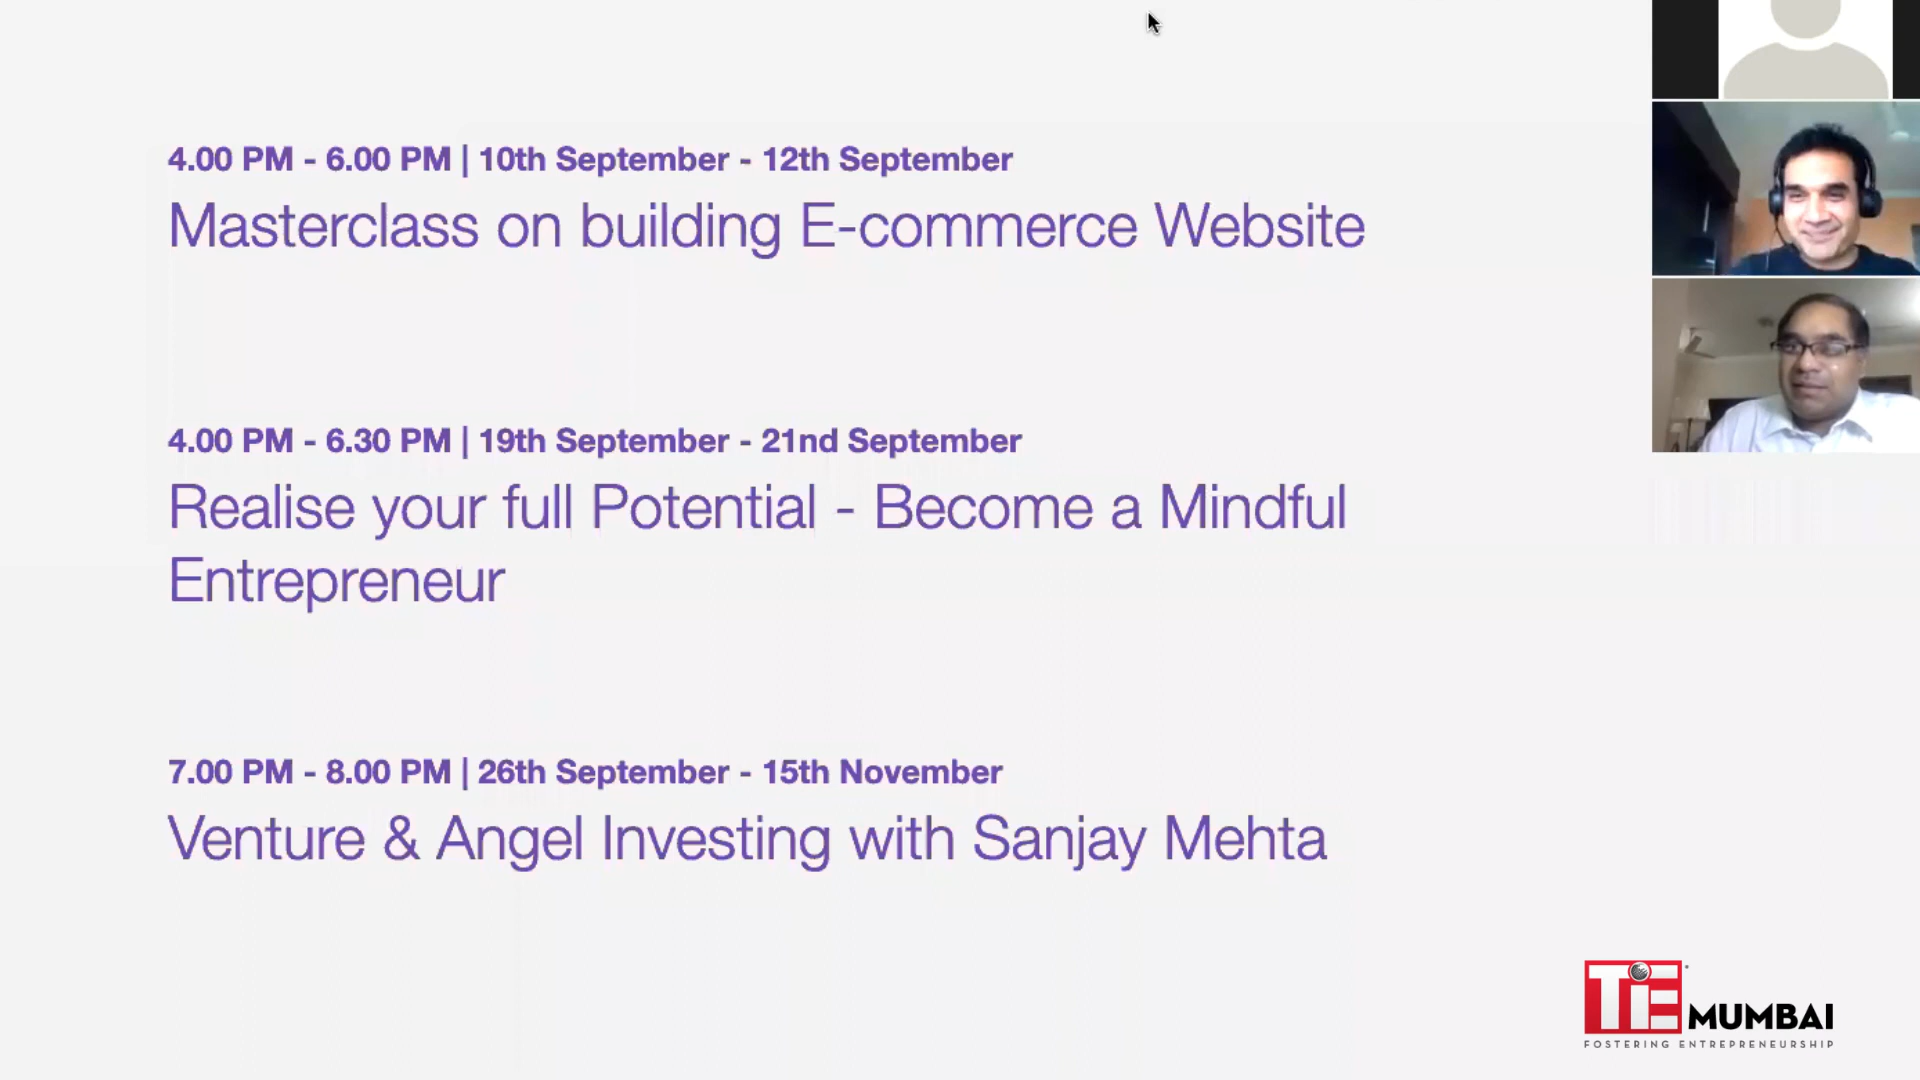 4.00 PM - 6.00 PM | 10th September - 12th September
Masterclass on building E-commerce Website
4.00 PM - 6.30 PM | 19th September - 21nd September
Realise your full Potential - Become a Mindful
Entrepreneur
7.00 PM - 8.00 PM | 26th September - 15th November
Venture & Angel Investing with Sanjay Mehta
TiE MUMBAI
FOSTERING ENTREPRENEURSHIP